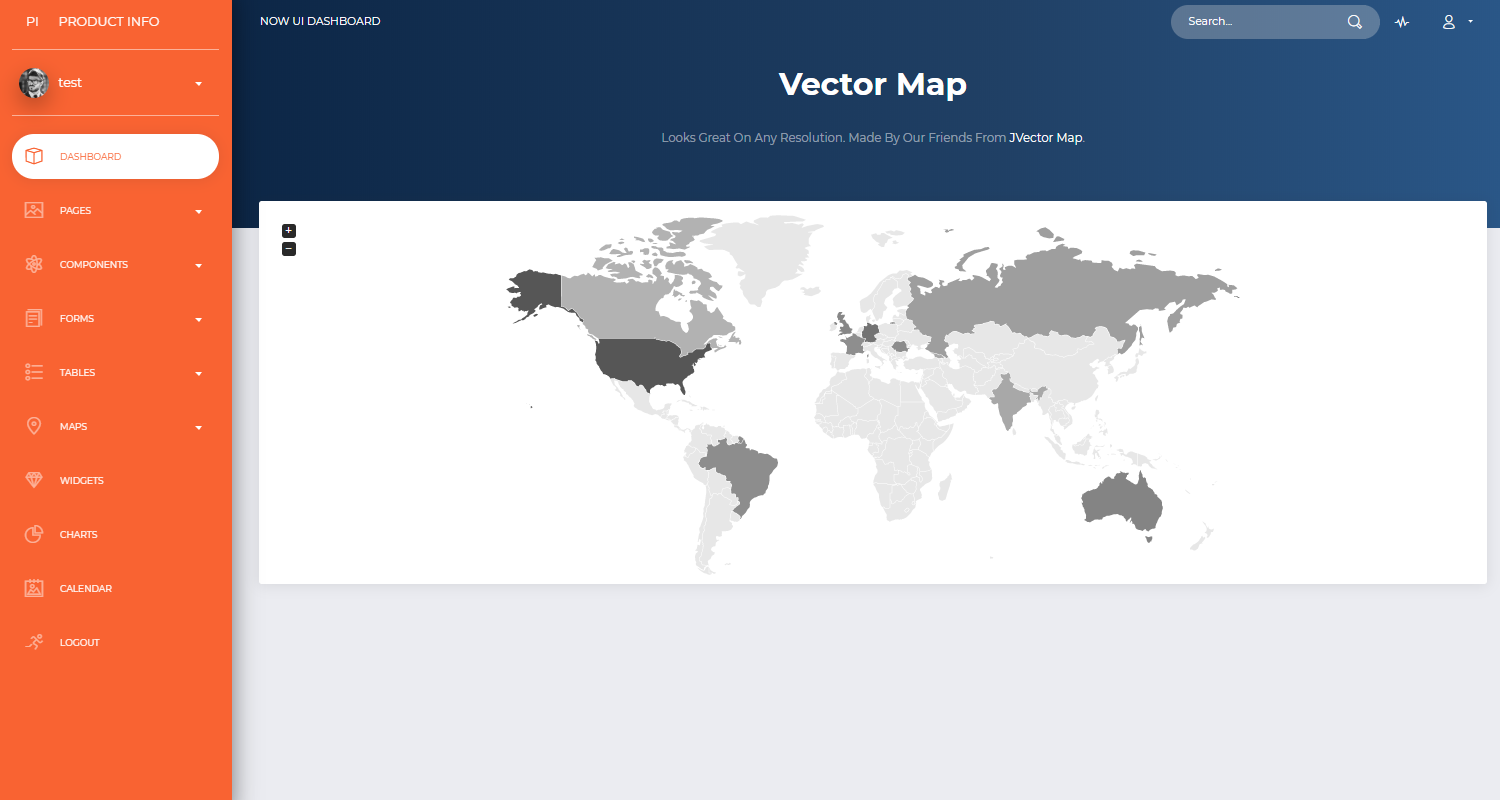 PI PRODUCT INFO
test
DASHBOARD
PAGES
COMPONENTS
FORMS
TABLES
MAPS
WIDGETS
CHARTS
CALENDAR
LOGOUT
NOW UI DASHBOARD
Search...
Vector Map
Looks Great On Any Resolution. Made By Our Friends From JVector Map.
+
−